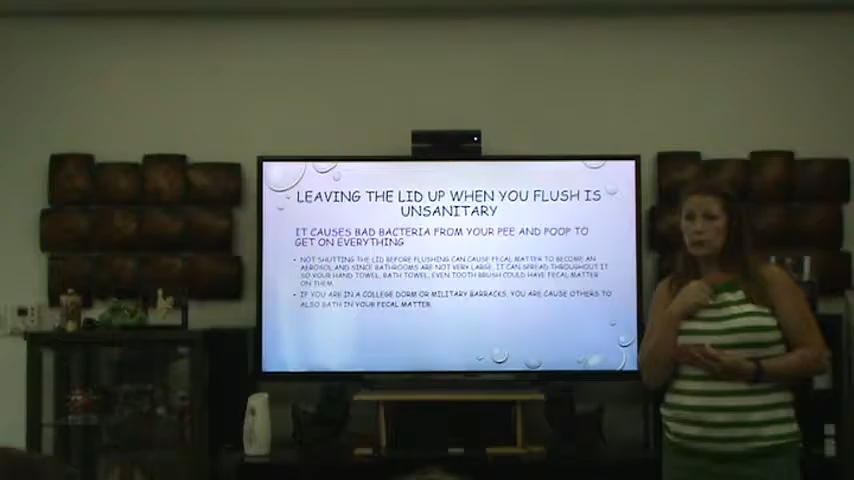 LEAVING THE LID UP WHEN YOU FLUSH IS
UNSANITARY
IT CAUSES BAD BACTERIA FROM YOUR PEE AND POOP TO
GET ON EVERYTHING
• NOT SHUTTING THE LID BEFORE FLUSHING CAN CAUSE FECAL MATTER TO BECOME AN
AEROSOL AND SINCE BATHROOMS ARE NOT VERY LARGE, IT CAN SPREAD THROUGHOUT IT
SO YOUR HAND TOWEL, BATH TOWEL, EVEN TOOTH BRUSH COULD HAVE FECAL MATTER
ON THEM.
• IF YOU ARE IN A COLLEGE DORM OR MILITARY BARRACKS, YOU ARE CAUSE OTHERS TO
ALSO BATH IN YOUR FECAL MATTER.